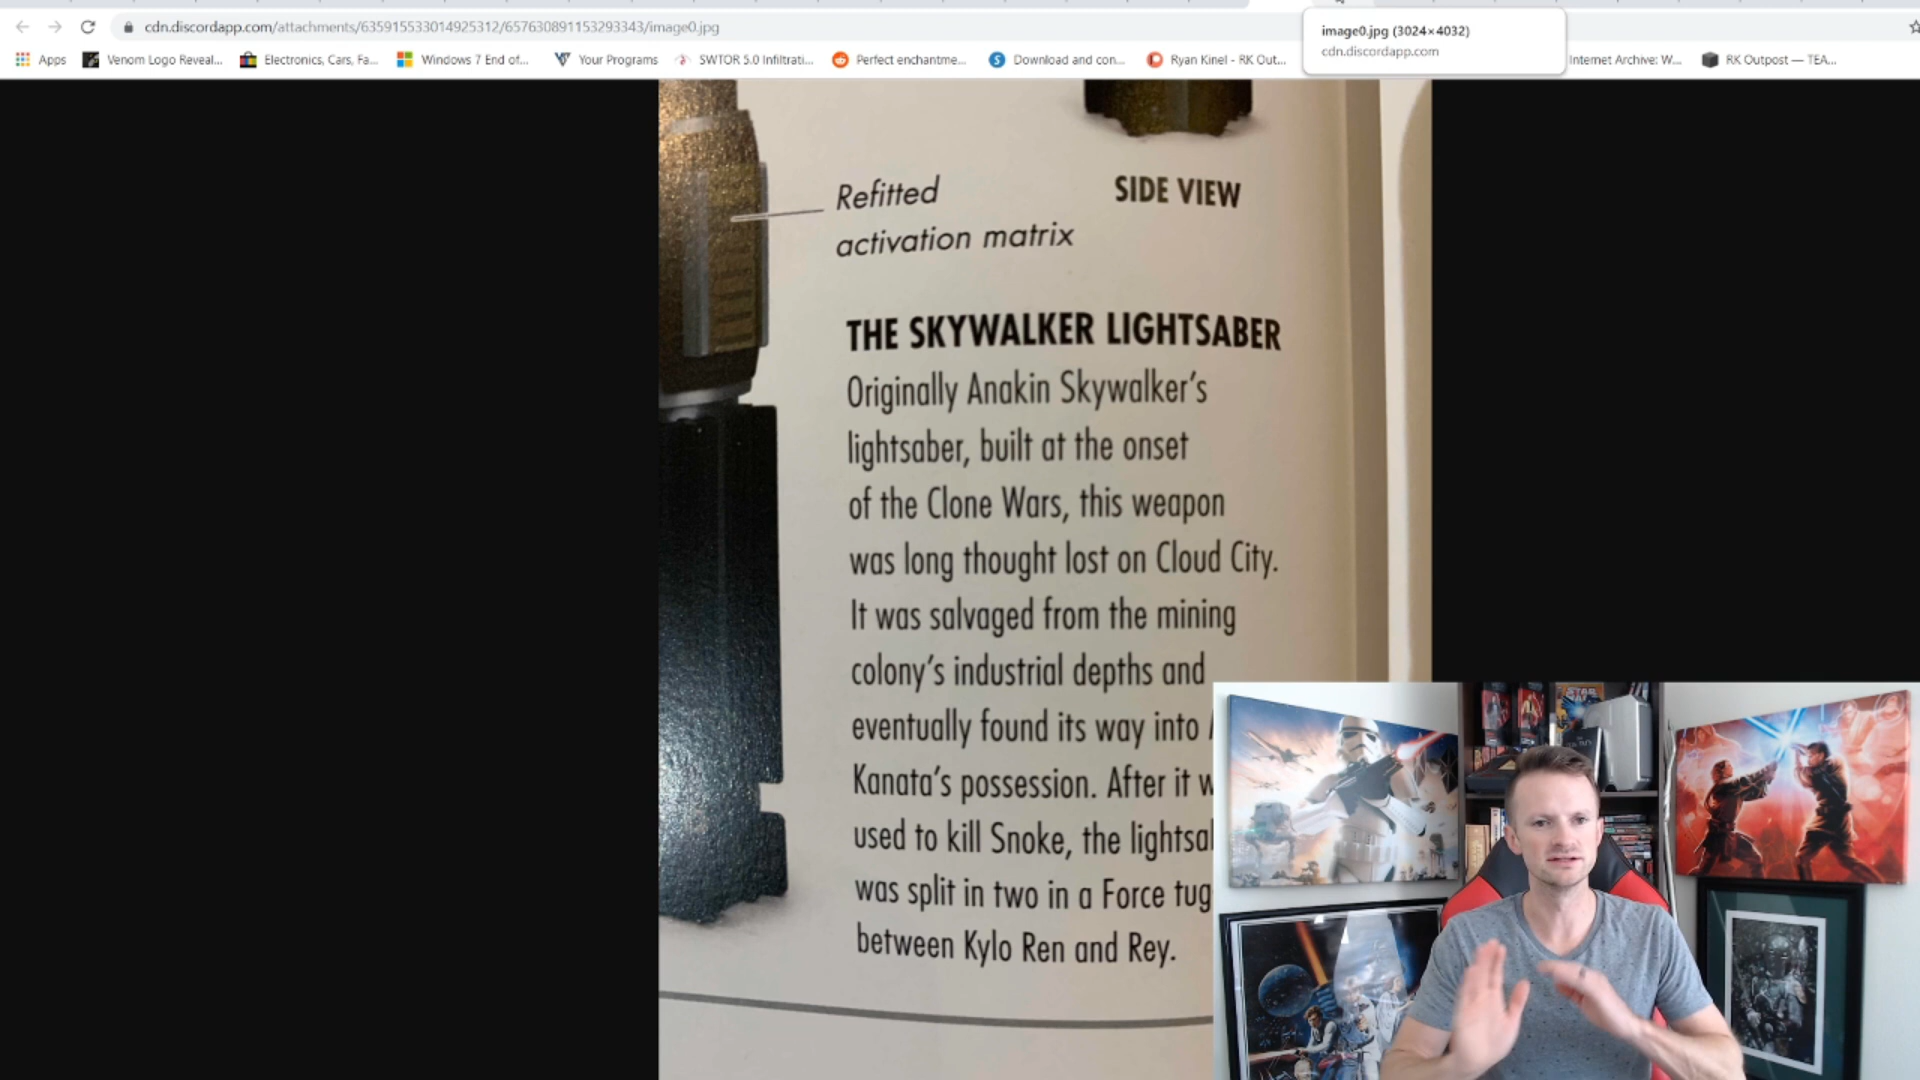 cdn.discordapp.com/attachments/635915533014925312/657630891153293343/image0.jpg
image0.jpg (3024×4032)
cdn.discordapp.com
Apps Venom Logo Reveal... Electronics, Cars, Fa... Windows 7 End of... Your Programs SWTOR 5.0 Infiltrati... Perfect enchantme... Download and con... Ryan Kinel - RK Out... Internet Archive: W... RK Outpost — TEA...
Refitted
activation matrix
SIDE VIEW
THE SKYWALKER LIGHTSABER
Originally Anakin Skywalker's
lightsaber, built at the onset
of the Clone Wars, this weapon
was long thought lost on Cloud City.
It was salvaged from the mining
colony's industrial depths and
eventually found its way into
Kanata's possession. After it
used to kill Snoke, the
was split in two in a Force tug
between Kylo Ren and Rey.
STAR